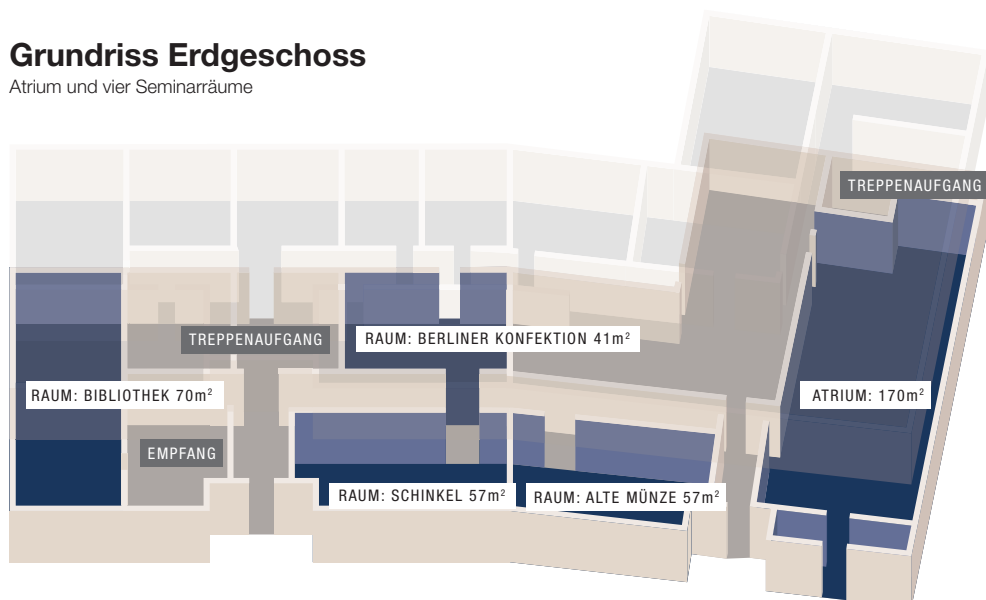 Grundriss Erdgeschoss
Atrium und vier Seminarräume
TREPPENAUFGANG
TREPPENAUFGANG
RAUM: BERLINER KONFEKTION 41m²
RAUM: BIBLIOTHEK 70m²
ATRIUM: 170m²
EMPFANG
RAUM: SCHINKEL 57m²
RAUM: ALTE MÜNZE 57m²